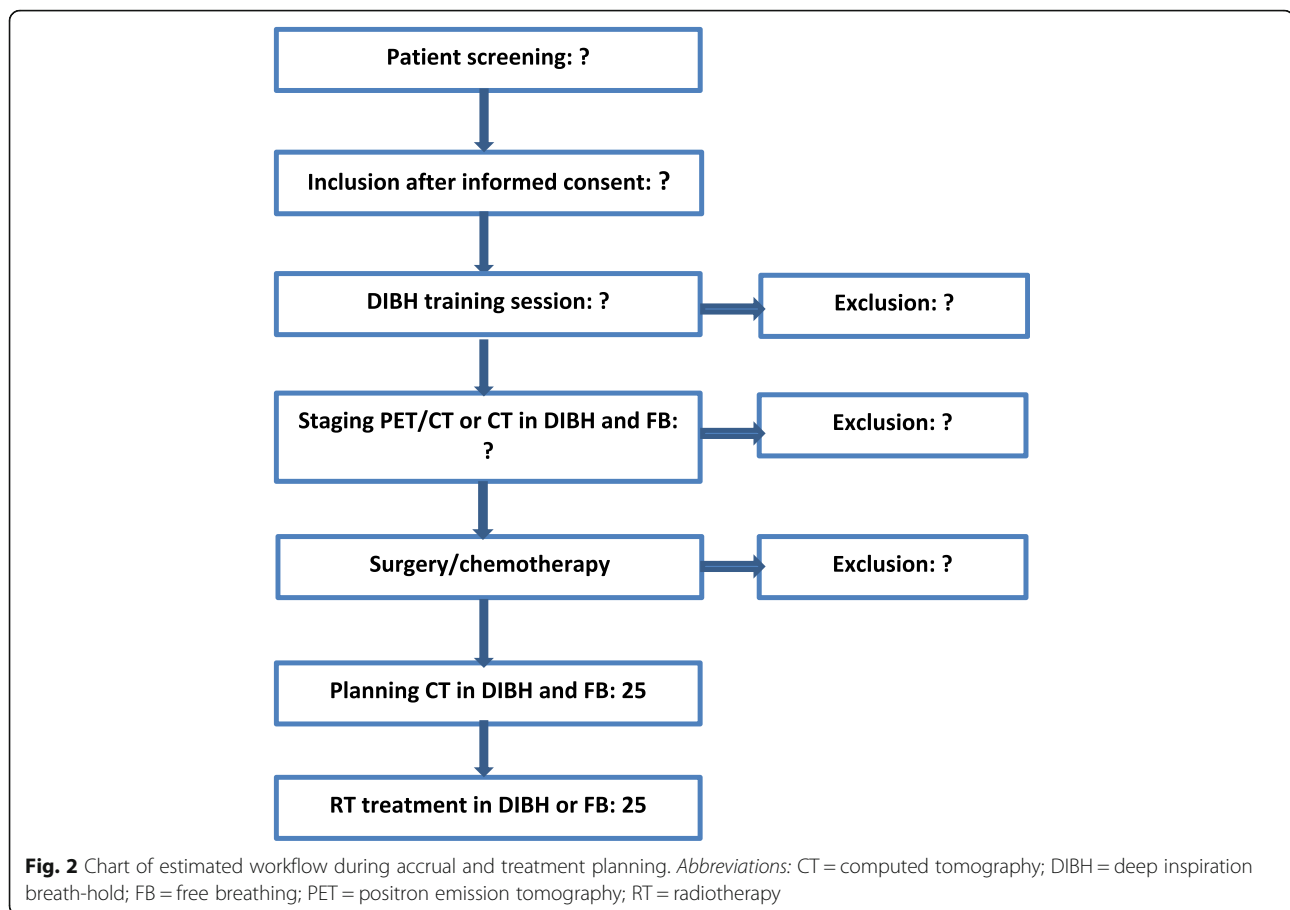 Patient screening: ?
Inclusion after informed consent: ?
DIBH training session: ?
Exclusion: ?
Staging PET/CT or CT in DIBH and FB:
?
Exclusion: ?
Surgery/chemotherapy
Exclusion: ?
Planning CT in DIBH and FB: 25
RT treatment in DIBH or FB: 25
Fig. 2 Chart of estimated workflow during accrual and treatment planning. Abbreviations: CT = computed tomography; DIBH = deep inspiration
breath-hold; FB = free breathing; PET = positron emission tomography; RT = radiotherapy